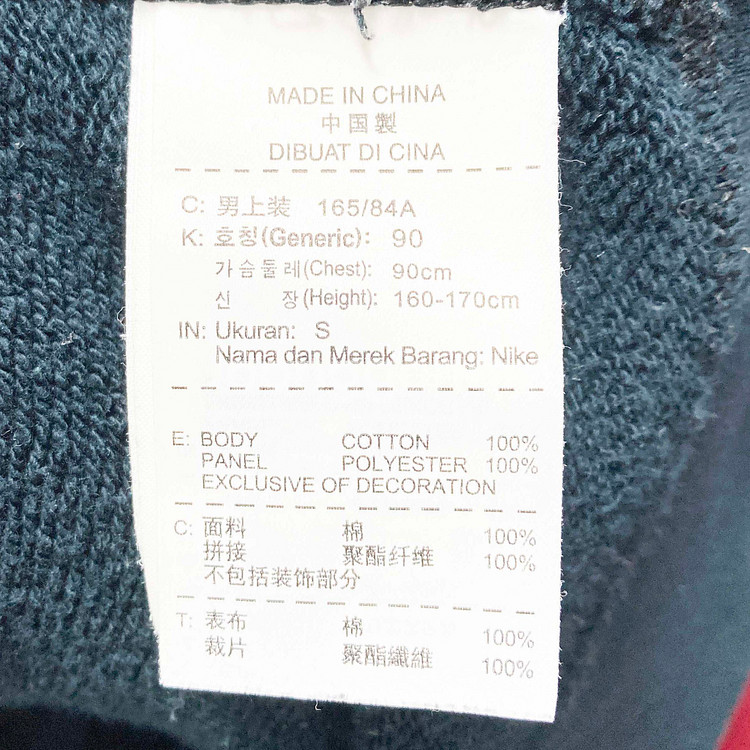 MADE IN CHINA
中国製
DIBUAT DI CINA
C: 男上装 165/84A
K: 호칭(Generic): 90
가슴둘레(Chest): 90cm
신 장(Height): 160-170cm
IN: Ukuran: S
Nama dan Merek Barang: Nike
E: BODY COTTON 100%
PANEL POLYESTER 100%
EXCLUSIVE OF DECORATION
C: 面料 棉 100%
拼接 聚酯纤维 100%
不包括装饰部分
T: 表布 棉 100%
裁片 聚酯纖維 100%